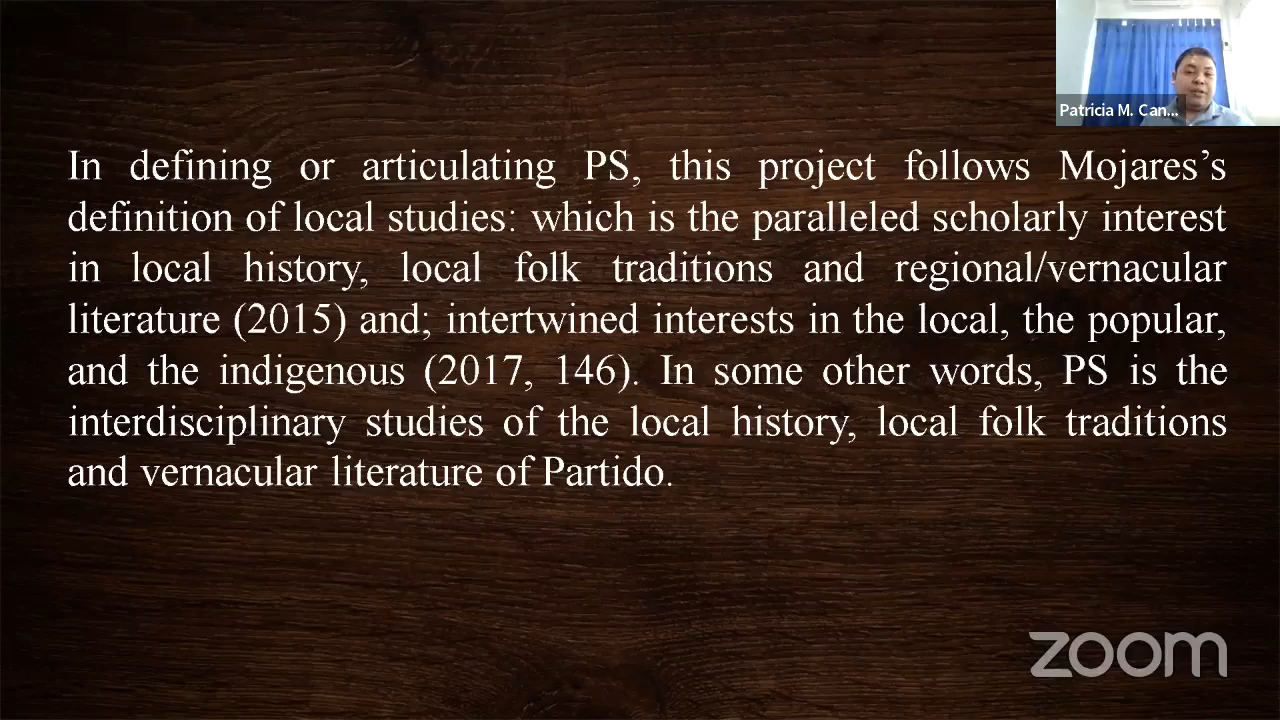 Patricia M. Can...
In defining or articulating PS, this project follows Mojares’s
definition of local studies: which is the paralleled scholarly interest
in local history, local folk traditions and regional/vernacular
literature (2015) and; intertwined interests in the local, the popular,
and the indigenous (2017, 146). In some other words, PS is the
interdisciplinary studies of the local history, local folk traditions
and vernacular literature of Partido.
zoom